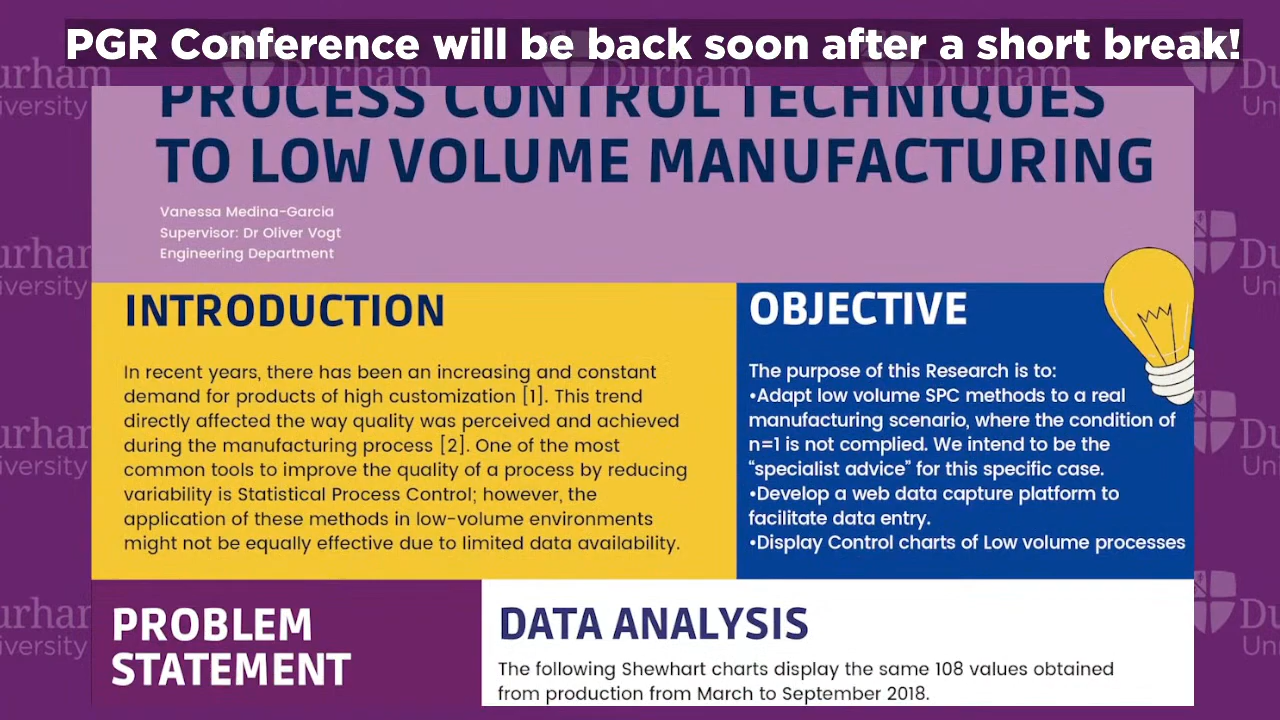 PGR Conference will be back soon after a short break!
PROCESS CONTROL TECHNIQUES
TO LOW VOLUME MANUFACTURING
Vanessa Medina-Garcia
Supervisor: Dr Oliver Vogt
Engineering Department
INTRODUCTION
In recent years, there has been an increasing and constant
demand for products of high customization [1]. This trend
directly affected the way quality was perceived and achieved
during the manufacturing process [2]. One of the most
common tools to improve the quality of a process by reducing
variability is Statistical Process Control; however, the
application of these methods in low-volume environments
might not be equally effective due to limited data availability.
OBJECTIVE
The purpose of this Research is to:
•Adapt low volume SPC methods to a real
manufacturing scenario, where the condition of
n=1 is not complied. We intend to be the
“specialist advice” for this specific case.
•Develop a web data capture platform to
facilitate data entry.
•Display Control charts of Low volume processes
PROBLEM
STATEMENT
DATA ANALYSIS
The following Shewhart charts display the same 108 values obtained
from production from March to September 2018.